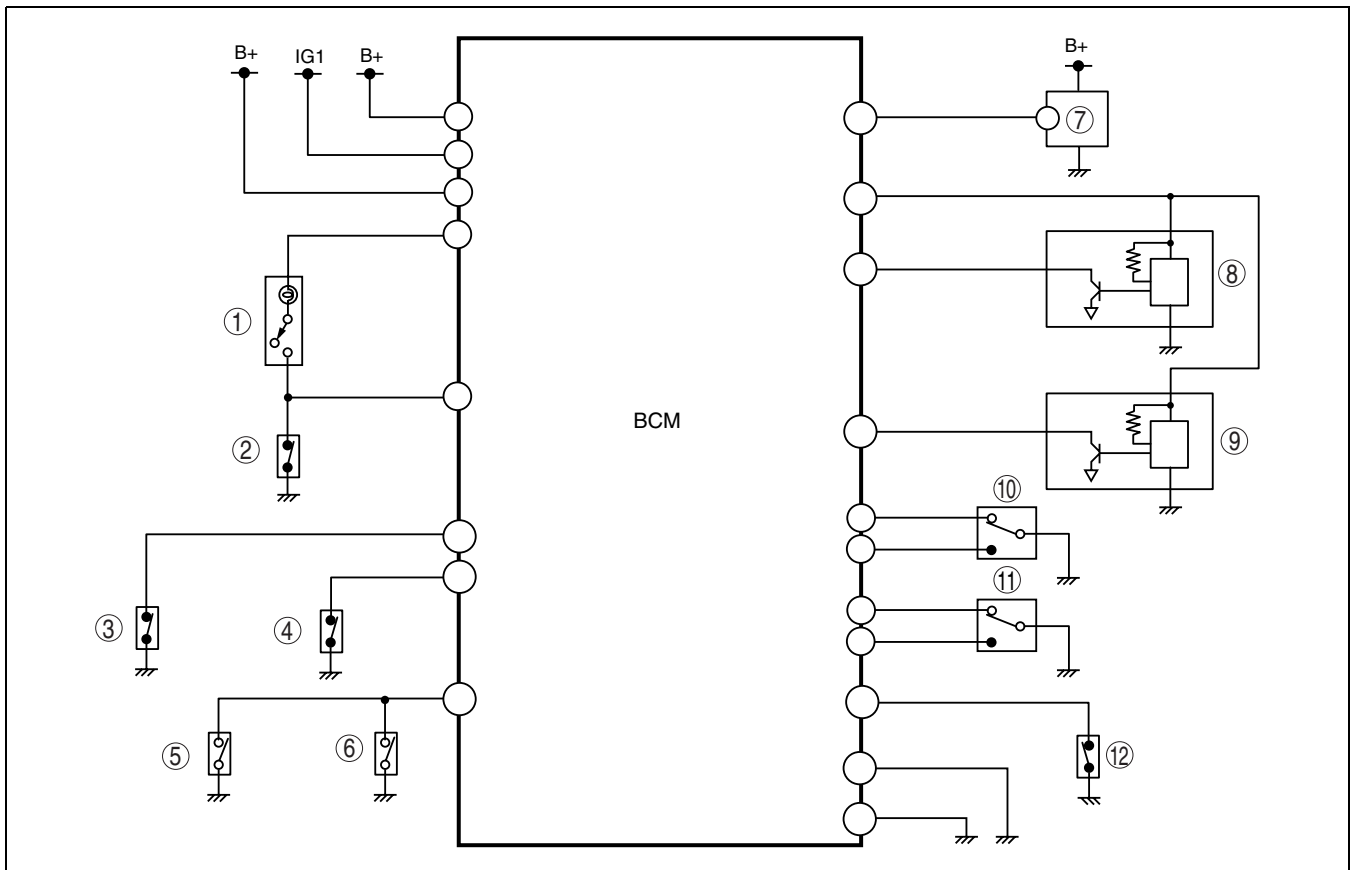 B+
IG1
B+
B+
⑦
⑧
①
BCM
②
⑨
⑩
⑪
③
④
⑤
⑥
⑫